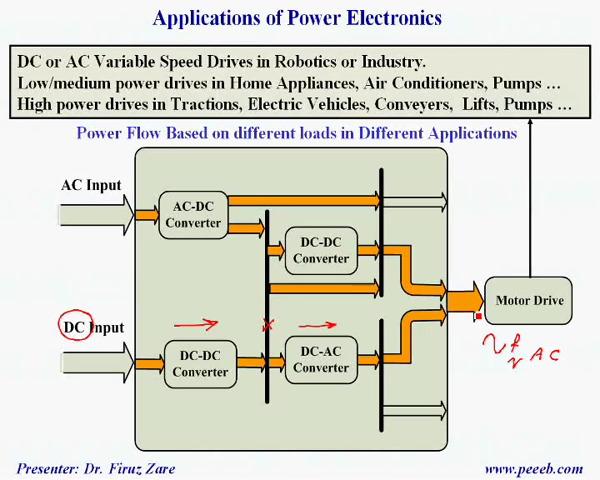 Applications of Power Electronics
DC or AC Variable Speed Drives in Robotics or Industry.
Low/medium power drives in Home Appliances, Air Conditioners, Pumps …
High power drives in Tractions, Electric Vehicles, Conveyers, Lifts, Pumps …
Power Flow Based on different loads in Different Applications
AC Input
AC-DC
Converter
DC-DC
Converter
Motor Drive
DC Input
DC-DC
Converter
DC-AC
Converter
f
v
AC
Presenter: Dr. Firuz Zare
www.peeeb.com